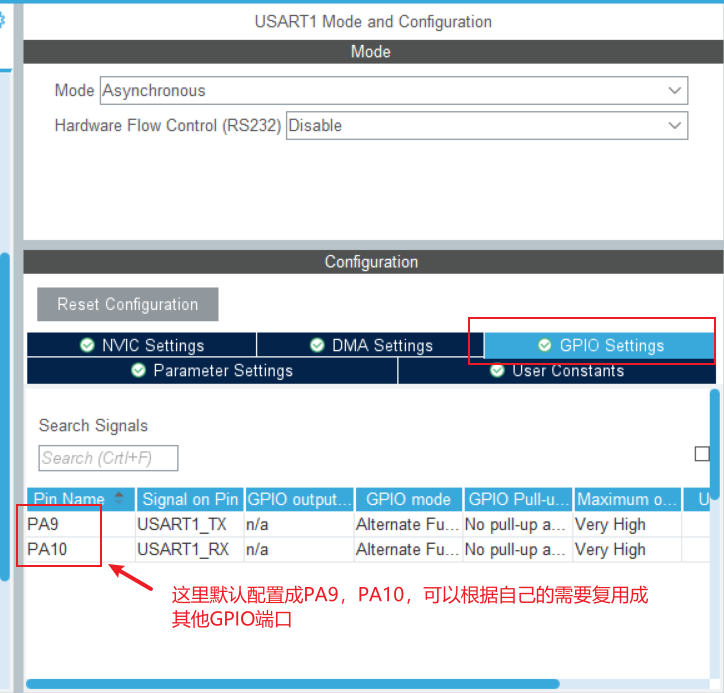 USART1 Mode and Configuration
Mode
Mode Asynchronous
Hardware Flow Control (RS232) Disable
Configuration
Reset Configuration
NVIC Settings DMA Settings GPIO Settings
Parameter Settings User Constants
Search Signals
Search (Crtl+F)
Pin Name Signal on Pin GPIO output... GPIO mode GPIO Pull-u... Maximum o... U
PA9 USART1_TX n/a Alternate Fu... No pull-up a... Very High
PA10 USART1_RX n/a Alternate Fu... No pull-up a... Very High
这里默认配置成PA9，PA10，可以根据自己的需要复用成
其他GPIO端口